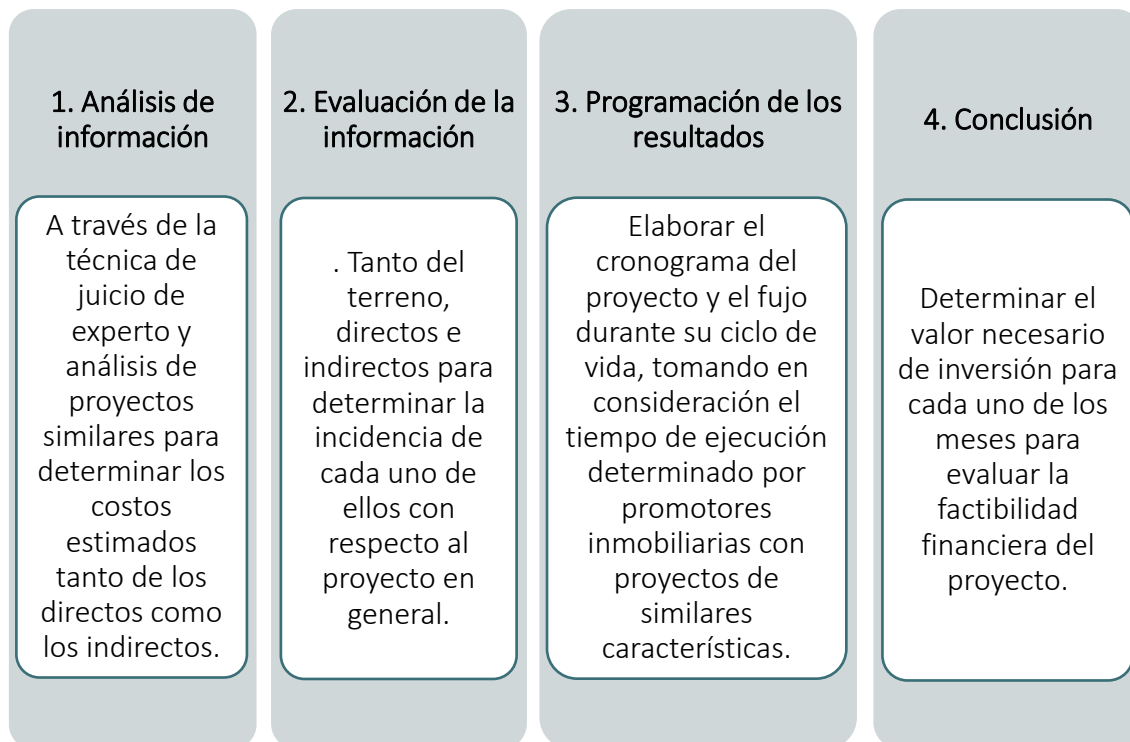 1. Análisis de
información
A través de la
técnica de
juicio de
experto y
análisis de
proyectos
similares para
determinar los
costos
estimados
tanto de los
directos como
los indirectos.
2. Evaluación de la
información
. Tanto del
terreno,
directos e
indirectos para
determinar la
incidencia de
cada uno de
ellos con
respecto al
proyecto en
general.
3. Programación de los
resultados
Elaborar el
cronograma del
proyecto y el fujo
durante su ciclo de
vida, tomando en
consideración el
tiempo de ejecución
determinado por
promotores
inmobiliarias con
proyectos de
similares
características.
4. Conclusión
Determinar el
valor necesario
de inversión para
cada uno de los
meses para
evaluar la
factibilidad
financiera del
proyecto.